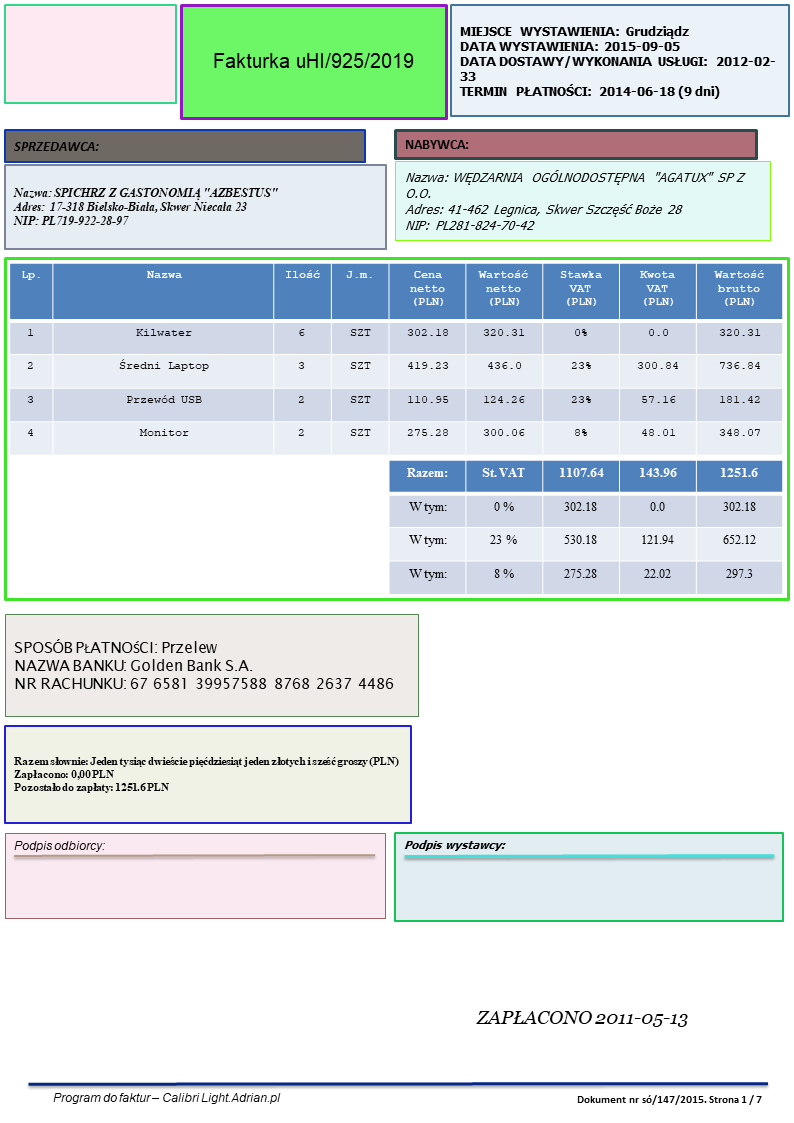 Fakturka uHI/925/2019
MIEJSCE WYSTAWIENIA: Grudziądz
DATA WYSTAWIENIA: 2015-09-05
DATA DOSTAWY/WYKONANIA USŁUGI: 2012-02-
33
TERMIN PŁATNOŚCI: 2014-06-18 (9 dni)
SPRZEDAWCA:
Nazwa: SPICHRZ Z GASTONOMIĄ "AZBESTUS"
Adres: 17-318 Bielsko-Biała, Skwer Niecała 23
NIP: PL719-922-28-97
NABYWCA:
Nazwa: WĘDZARNIA OGÓLNODOSTĘPNA "AGATUX" SP Z
O.O.
Adres: 41-462 Legnica, Skwer Szczęść Boże 28
NIP: PL281-824-70-42
Lp. Nazwa Ilość J.m. Cena netto (PLN) Wartość netto (PLN) Stawka VAT (PLN) Kwota VAT (PLN) Wartość brutto (PLN)
1 Kilwater 6 SZT 302.18 320.31 0% 0.0 320.31
2 Średni Laptop 3 SZT 419.23 436.0 23% 300.84 736.84
3 Przewód USB 2 SZT 110.95 124.26 23% 57.16 181.42
4 Monitor 2 SZT 275.28 300.06 8% 48.01 348.07
Razem: St. VAT 1107.64 143.96 1251.6
W tym: 0 % 302.18 0.0 302.18
W tym: 23 % 530.18 121.94 652.12
W tym: 8 % 275.28 22.02 297.3
SPOSÓB PŁATNOŚCI: Przelew
NAZWA BANKU: Golden Bank S.A.
NR RACHUNKU: 67 6581 39957588 8768 2637 4486
Razem słownie: Jeden tysiąc dwieście pięćdziesiąt jeden złotych i sześć groszy (PLN)
Zapłacono: 0,00 PLN
Pozostało do zapłaty: 1251.6 PLN
Podpis odbiorcy:
Podpis wystawcy:
ZAPŁACONO 2011-05-13
Program do faktur – Calibri Light.Adrian.pl
Dokument nr só/147/2015. Strona 1 / 7